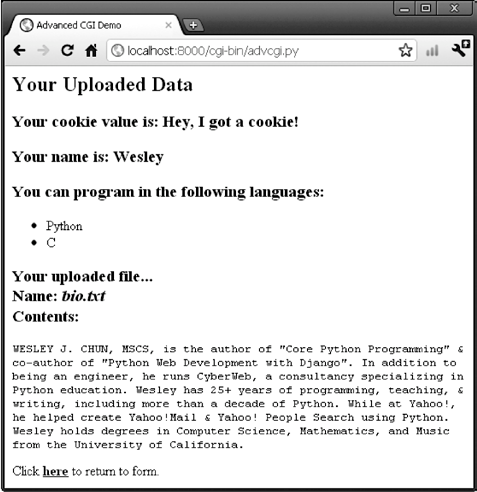 Advanced CGI Demo
localhost:8000/cgi-bin/advcgi.py
Your Uploaded Data
Your cookie value is: Hey, I got a cookie!
Your name is: Wesley
You can program in the following languages:
• Python
• C
Your uploaded file...
Name: bio.txt
Contents:
WESLEY J. CHUN, MSCS, is the author of "Core Python Programming" &
co-author of "Python Web Development with Django". In addition to
being an engineer, he runs CyberWeb, a consultancy specializing in
Python education. Wesley has 25+ years of programming, teaching, &
writing, including more than a decade of Python. While at Yahoo!,
he helped create Yahoo!Mail & Yahoo! People Search using Python.
Wesley holds degrees in Computer Science, Mathematics, and Music
from the University of California.
Click here to return to form.